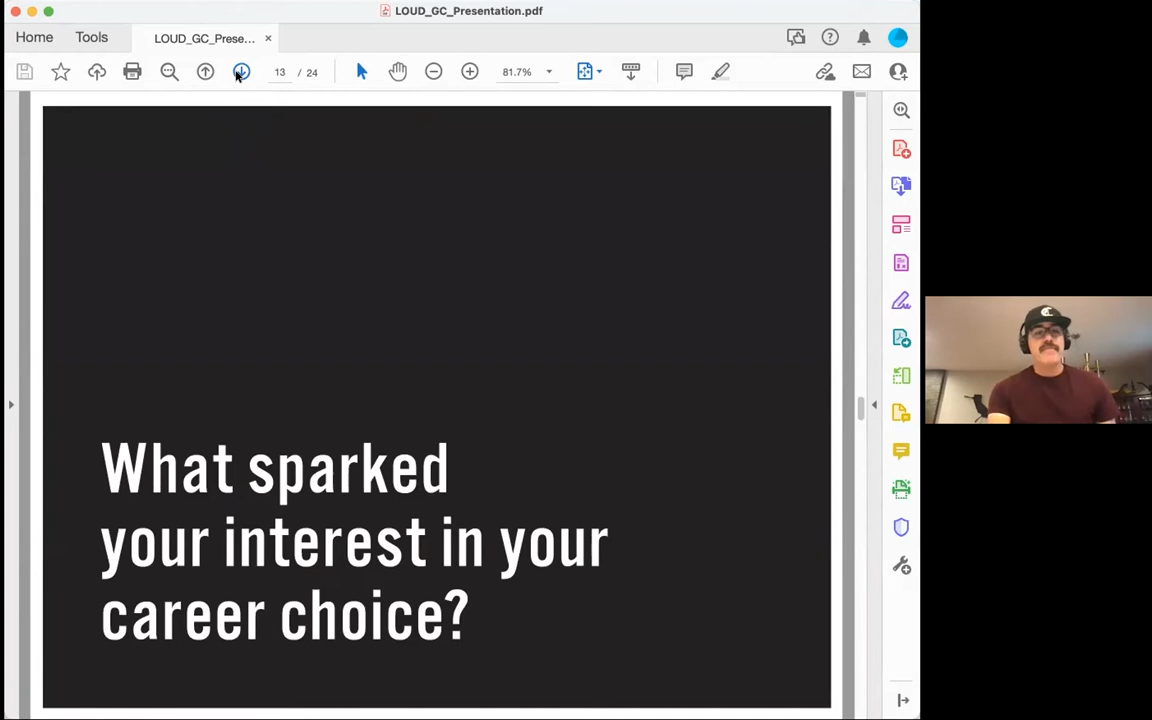 LOUD_GC_Presentation.pdf
Home
Tools
LOUD_GC_Prese...
13 / 24
81.7%
What sparked
your interest in your
career choice?